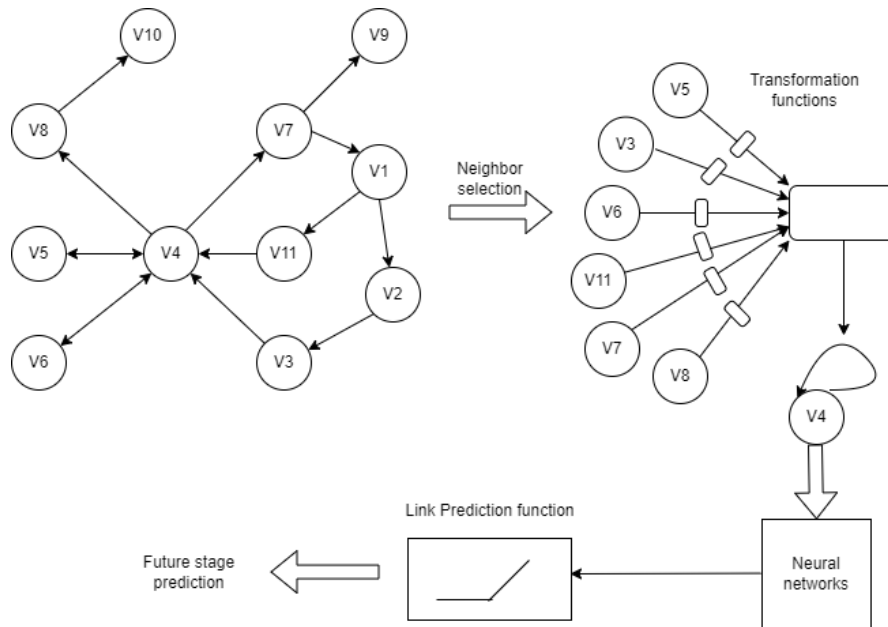 V10
V9
V8
V7
V1
V5
V4
V11
V2
V6
V3
Neighbor
selection
Transformation
functions
V5
V3
V6
V11
V7
V8
V4
Neural
networks
Link Prediction function
Future stage
prediction